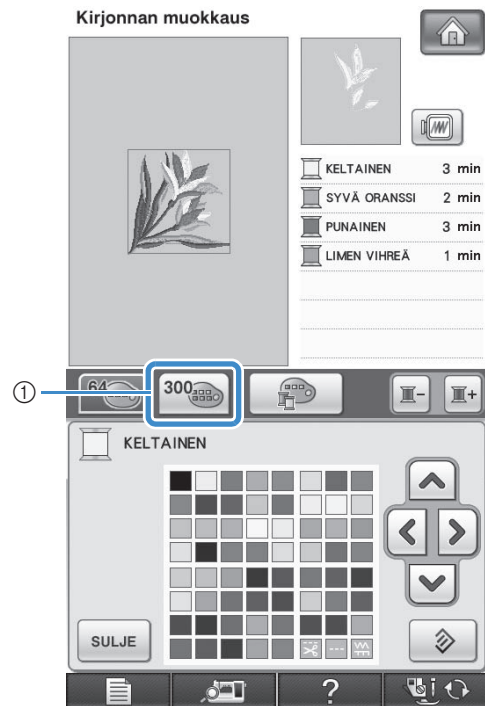 Kirjonnan muokkaus
KELTAINEN 3 min
SYVÄ ORANSSI 2 min
PUNAINEN 3 min
LIMEN VIHREÄ 1 min
① 64 300 - +
KELTAINEN
SULJE
?